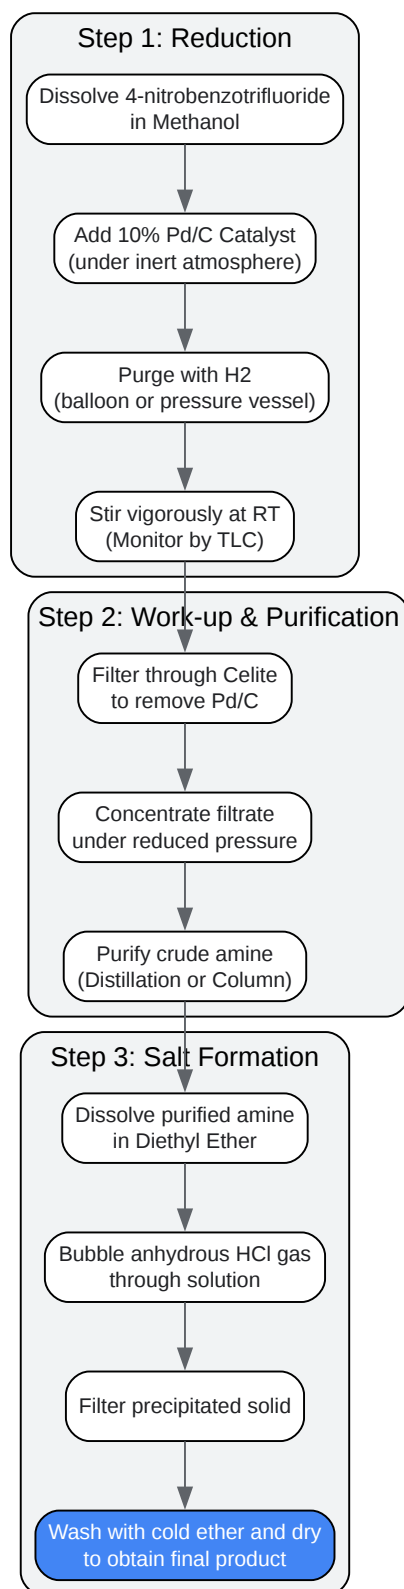 Step 1: Reduction
Dissolve 4-nitrobenzotrifluoride
in Methanol
Add 10% Pd/C Catalyst
(under inert atmosphere)
Purge with H2
(balloon or pressure vessel)
Stir vigorously at RT
(Monitor by TLC)
Step 2: Work-up & Purification
Filter through Celite
to remove Pd/C
Concentrate filtrate
under reduced pressure
Purify crude amine
(Distillation or Column)
Step 3: Salt Formation
Dissolve purified amine
in Diethyl Ether
Bubble anhydrous HCl gas
through solution
Filter precipitated solid
Wash with cold ether and dry
to obtain final product